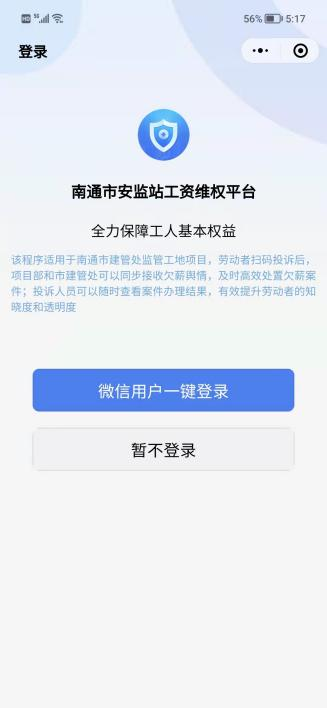 HD 5G 56% 5:17
登录
南通市安监站工资维权平台
全力保障工人基本权益
该程序适用于南通市建管处监管工地项目，劳动者扫码投诉后，
项目部和市建管处可以同步接收欠薪舆情，及时高效处置欠薪案
件；投诉人员可以随时查看案件办理结果，有效提升劳动者的知
晓度和透明度
微信用户一键登录
暂不登录